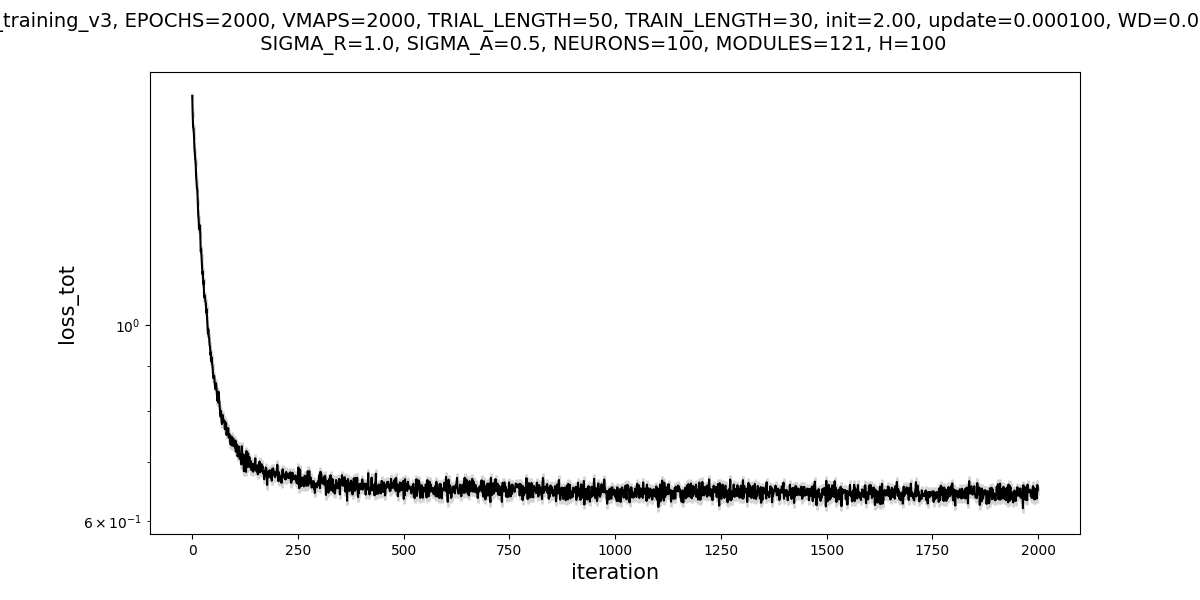 _training_v3, EPOCHS=2000, VMAPS=2000, TRIAL_LENGTH=50, TRAIN_LENGTH=30, init=2.00, update=0.000100, WD=0.0
SIGMA_R=1.0, SIGMA_A=0.5, NEURONS=100, MODULES=121, H=100
loss_tot
10⁰
6 × 10⁻¹
0 250 500 750 1000 1250 1500 1750 2000
iteration